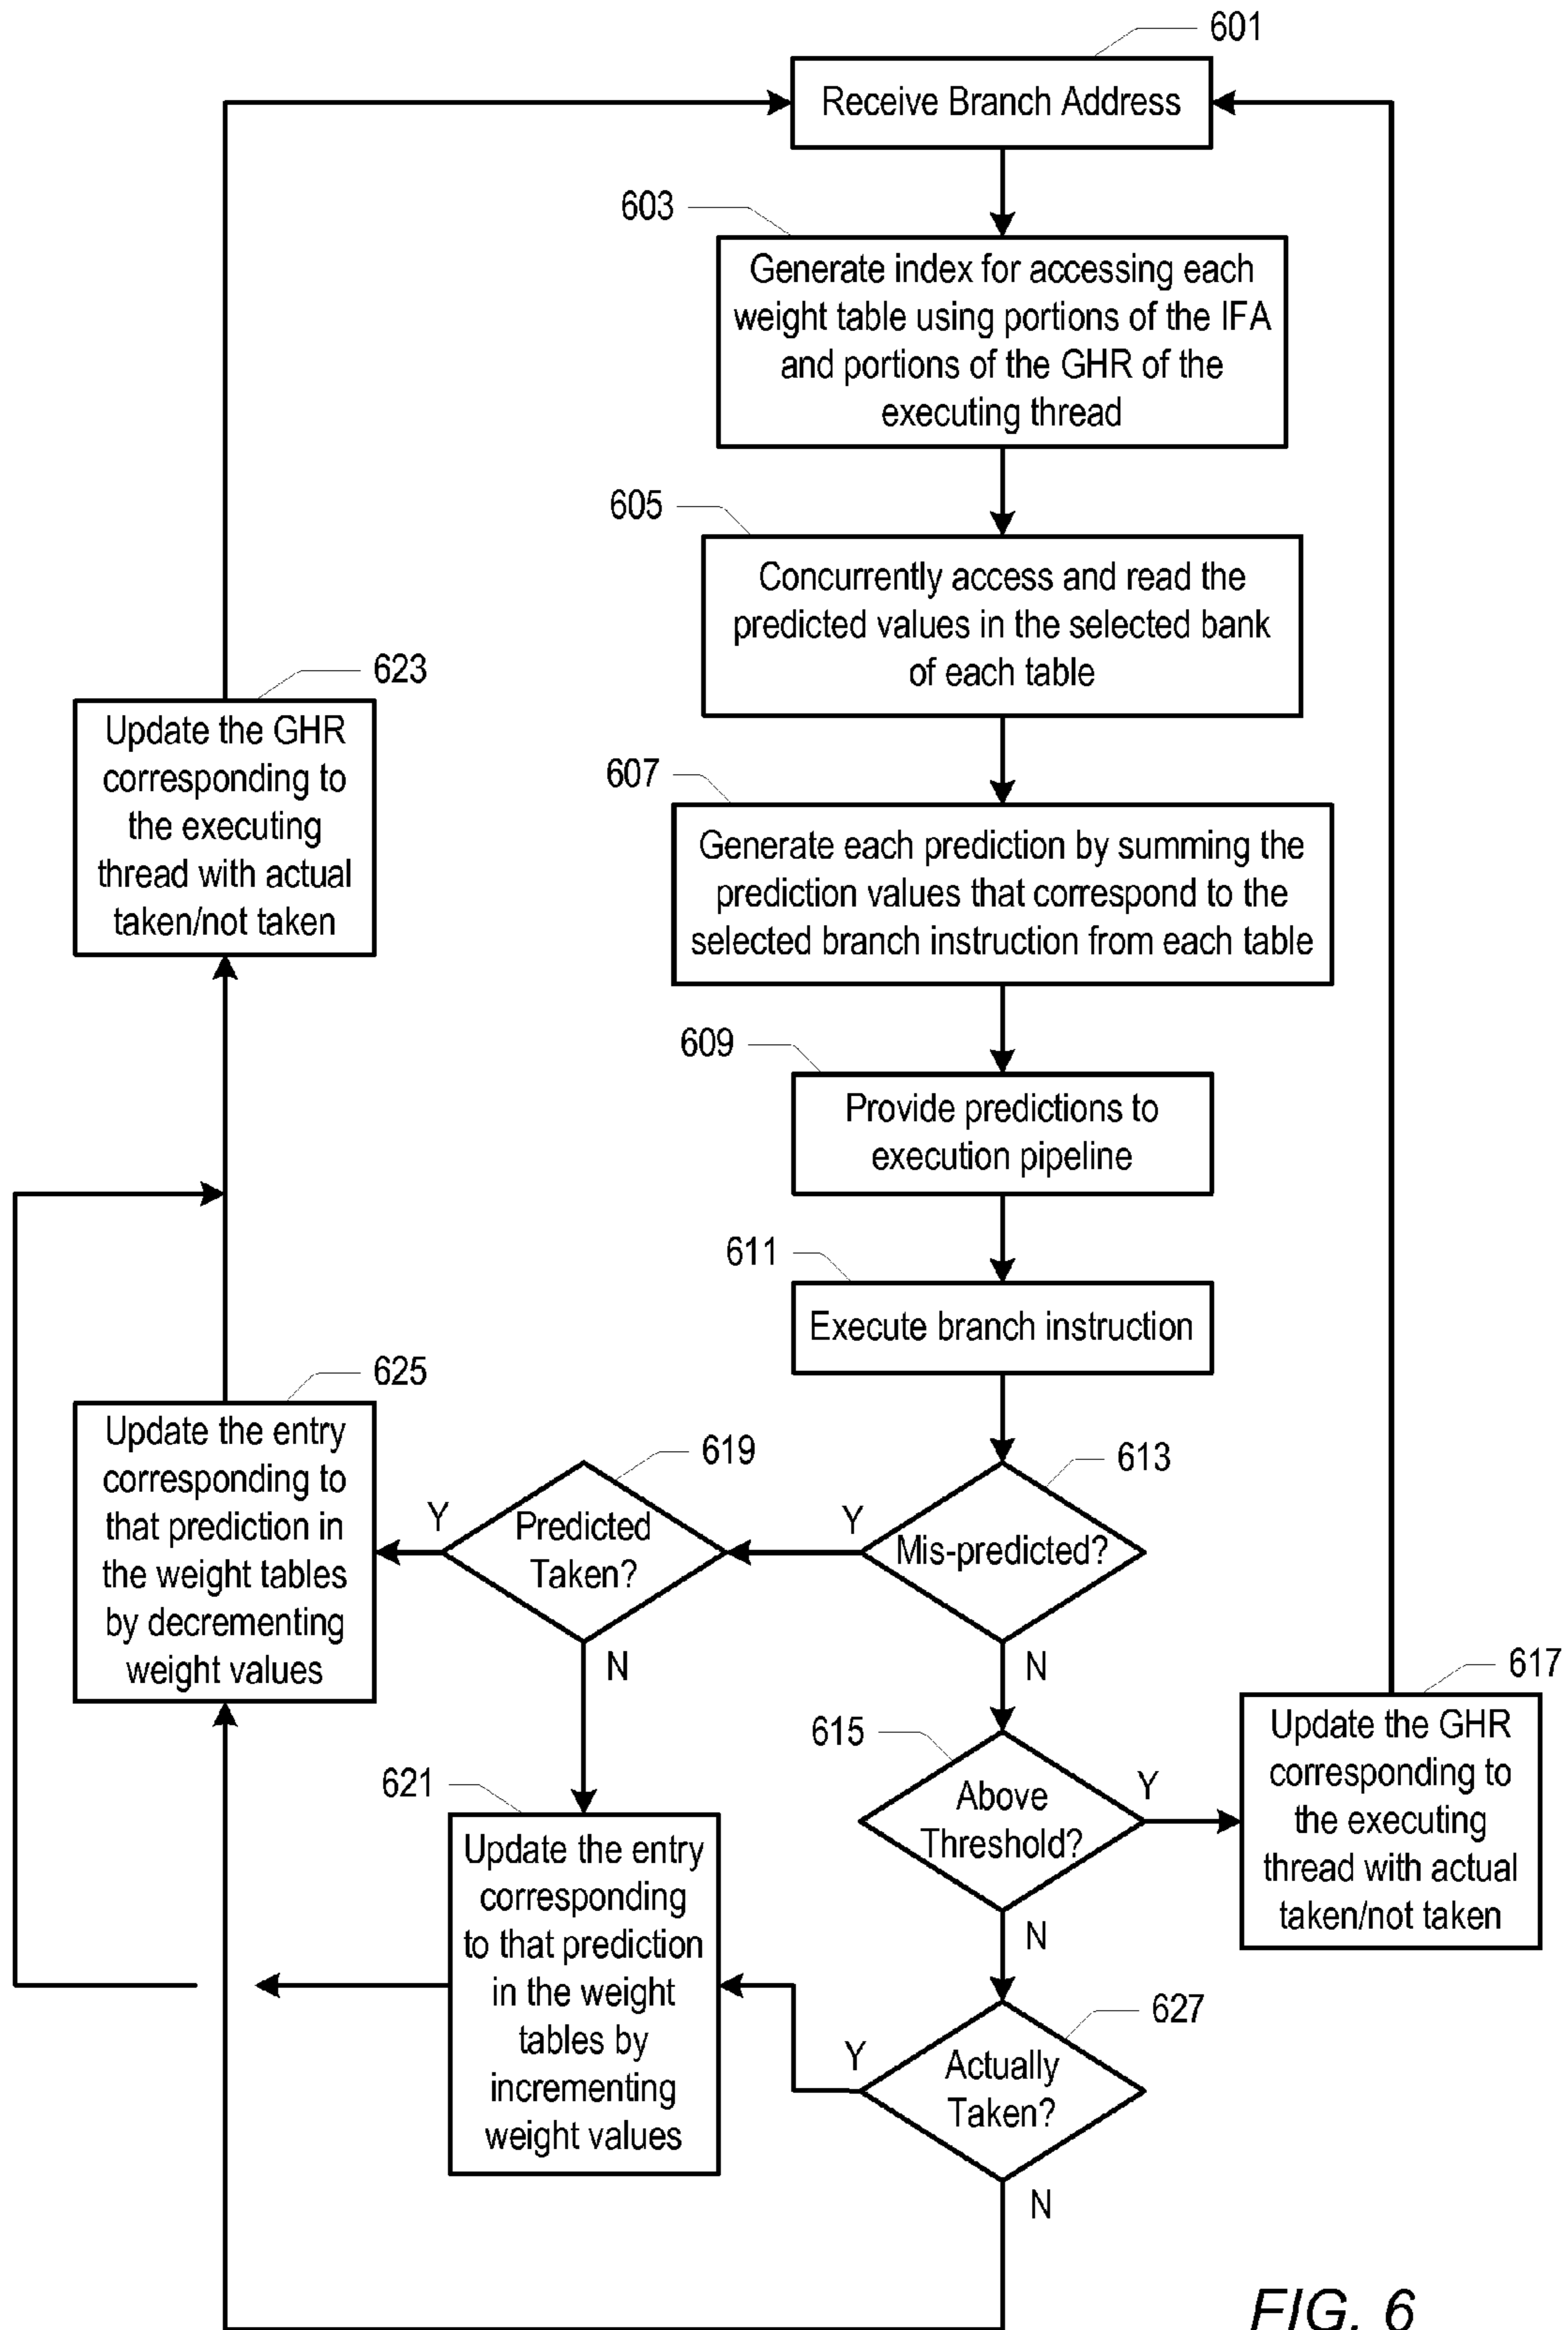 601
Receive Branch Address
603
Generate index for accessing each
weight table using portions of the IFA
and portions of the GHR of the
executing thread
605
Concurrently access and read the
predicted values in the selected bank
of each table
623
Update the GHR
corresponding to
the executing
thread with actual
taken/not taken
607
Generate each prediction by summing the
prediction values that correspond to the
selected branch instruction from each table
609
Provide predictions to
execution pipeline
611
Execute branch instruction
625
Update the entry
corresponding to
that prediction in
the weight tables
by decrementing
weight values
619
Predicted
Taken?
Y
N
613
Mis-predicted?
Y
N
615
Above
Threshold?
Y
N
617
Update the GHR
corresponding to
the executing
thread with actual
taken/not taken
621
Update the entry
corresponding
to that prediction
in the weight
tables by
incrementing
weight values
627
Actually
Taken?
Y
N
FIG. 6